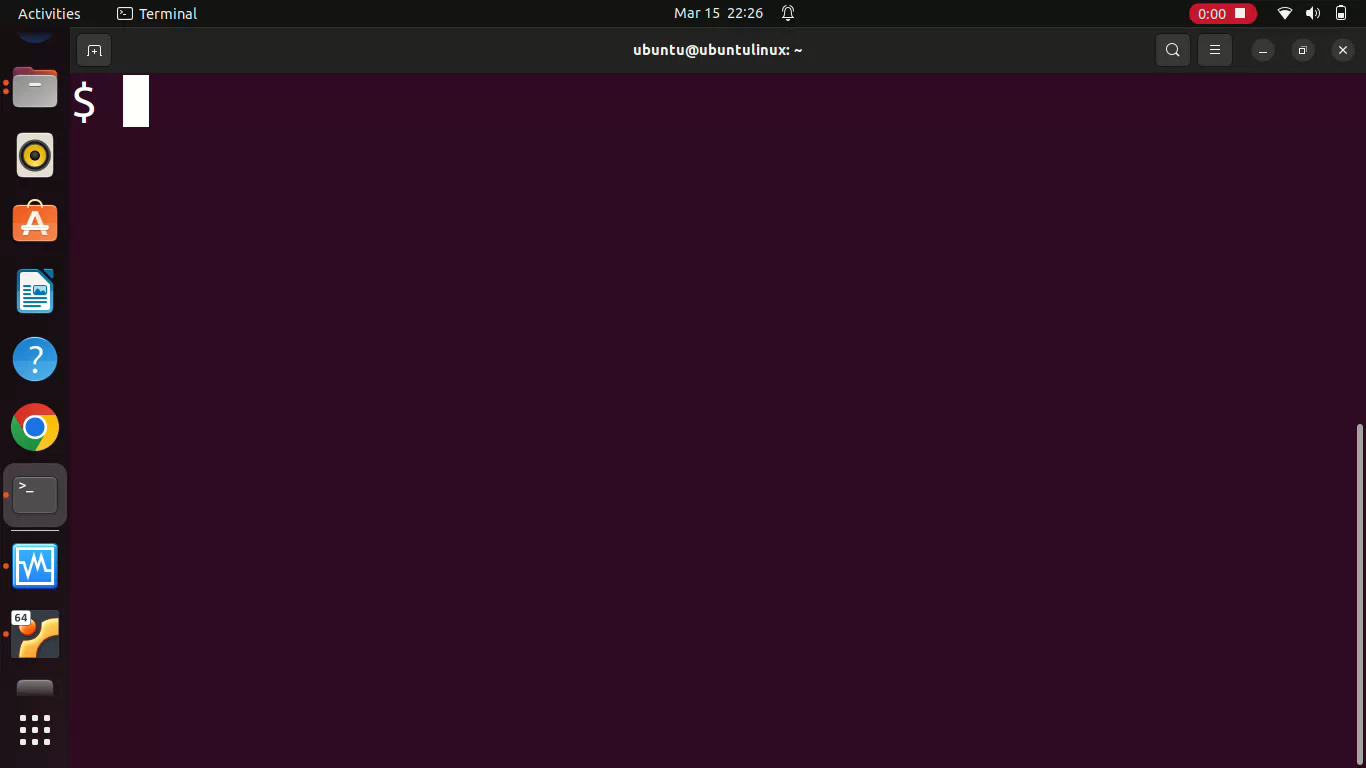 Activities
Terminal
Mar 15 22:26
0:00
ubuntu@ubuntulinux: ~
$
>_
64